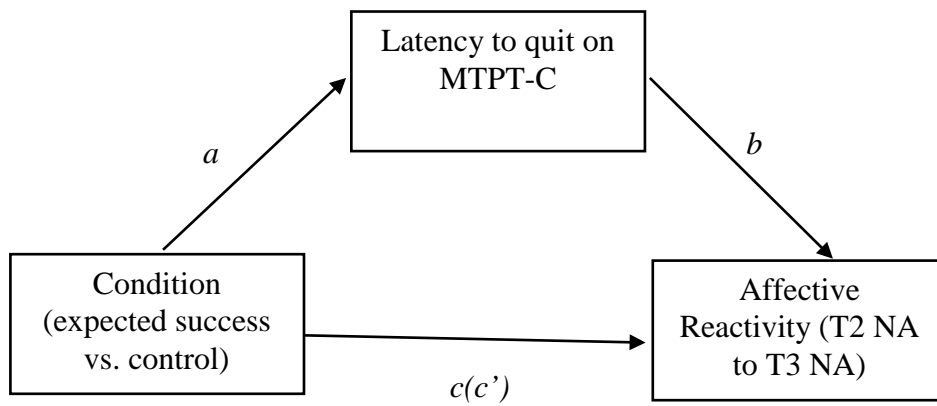 Latency to quit on
MTPT-C
a
b
Condition
(expected success
vs. control)
Affective
Reactivity (T2 NA
to T3 NA)
c(c’)